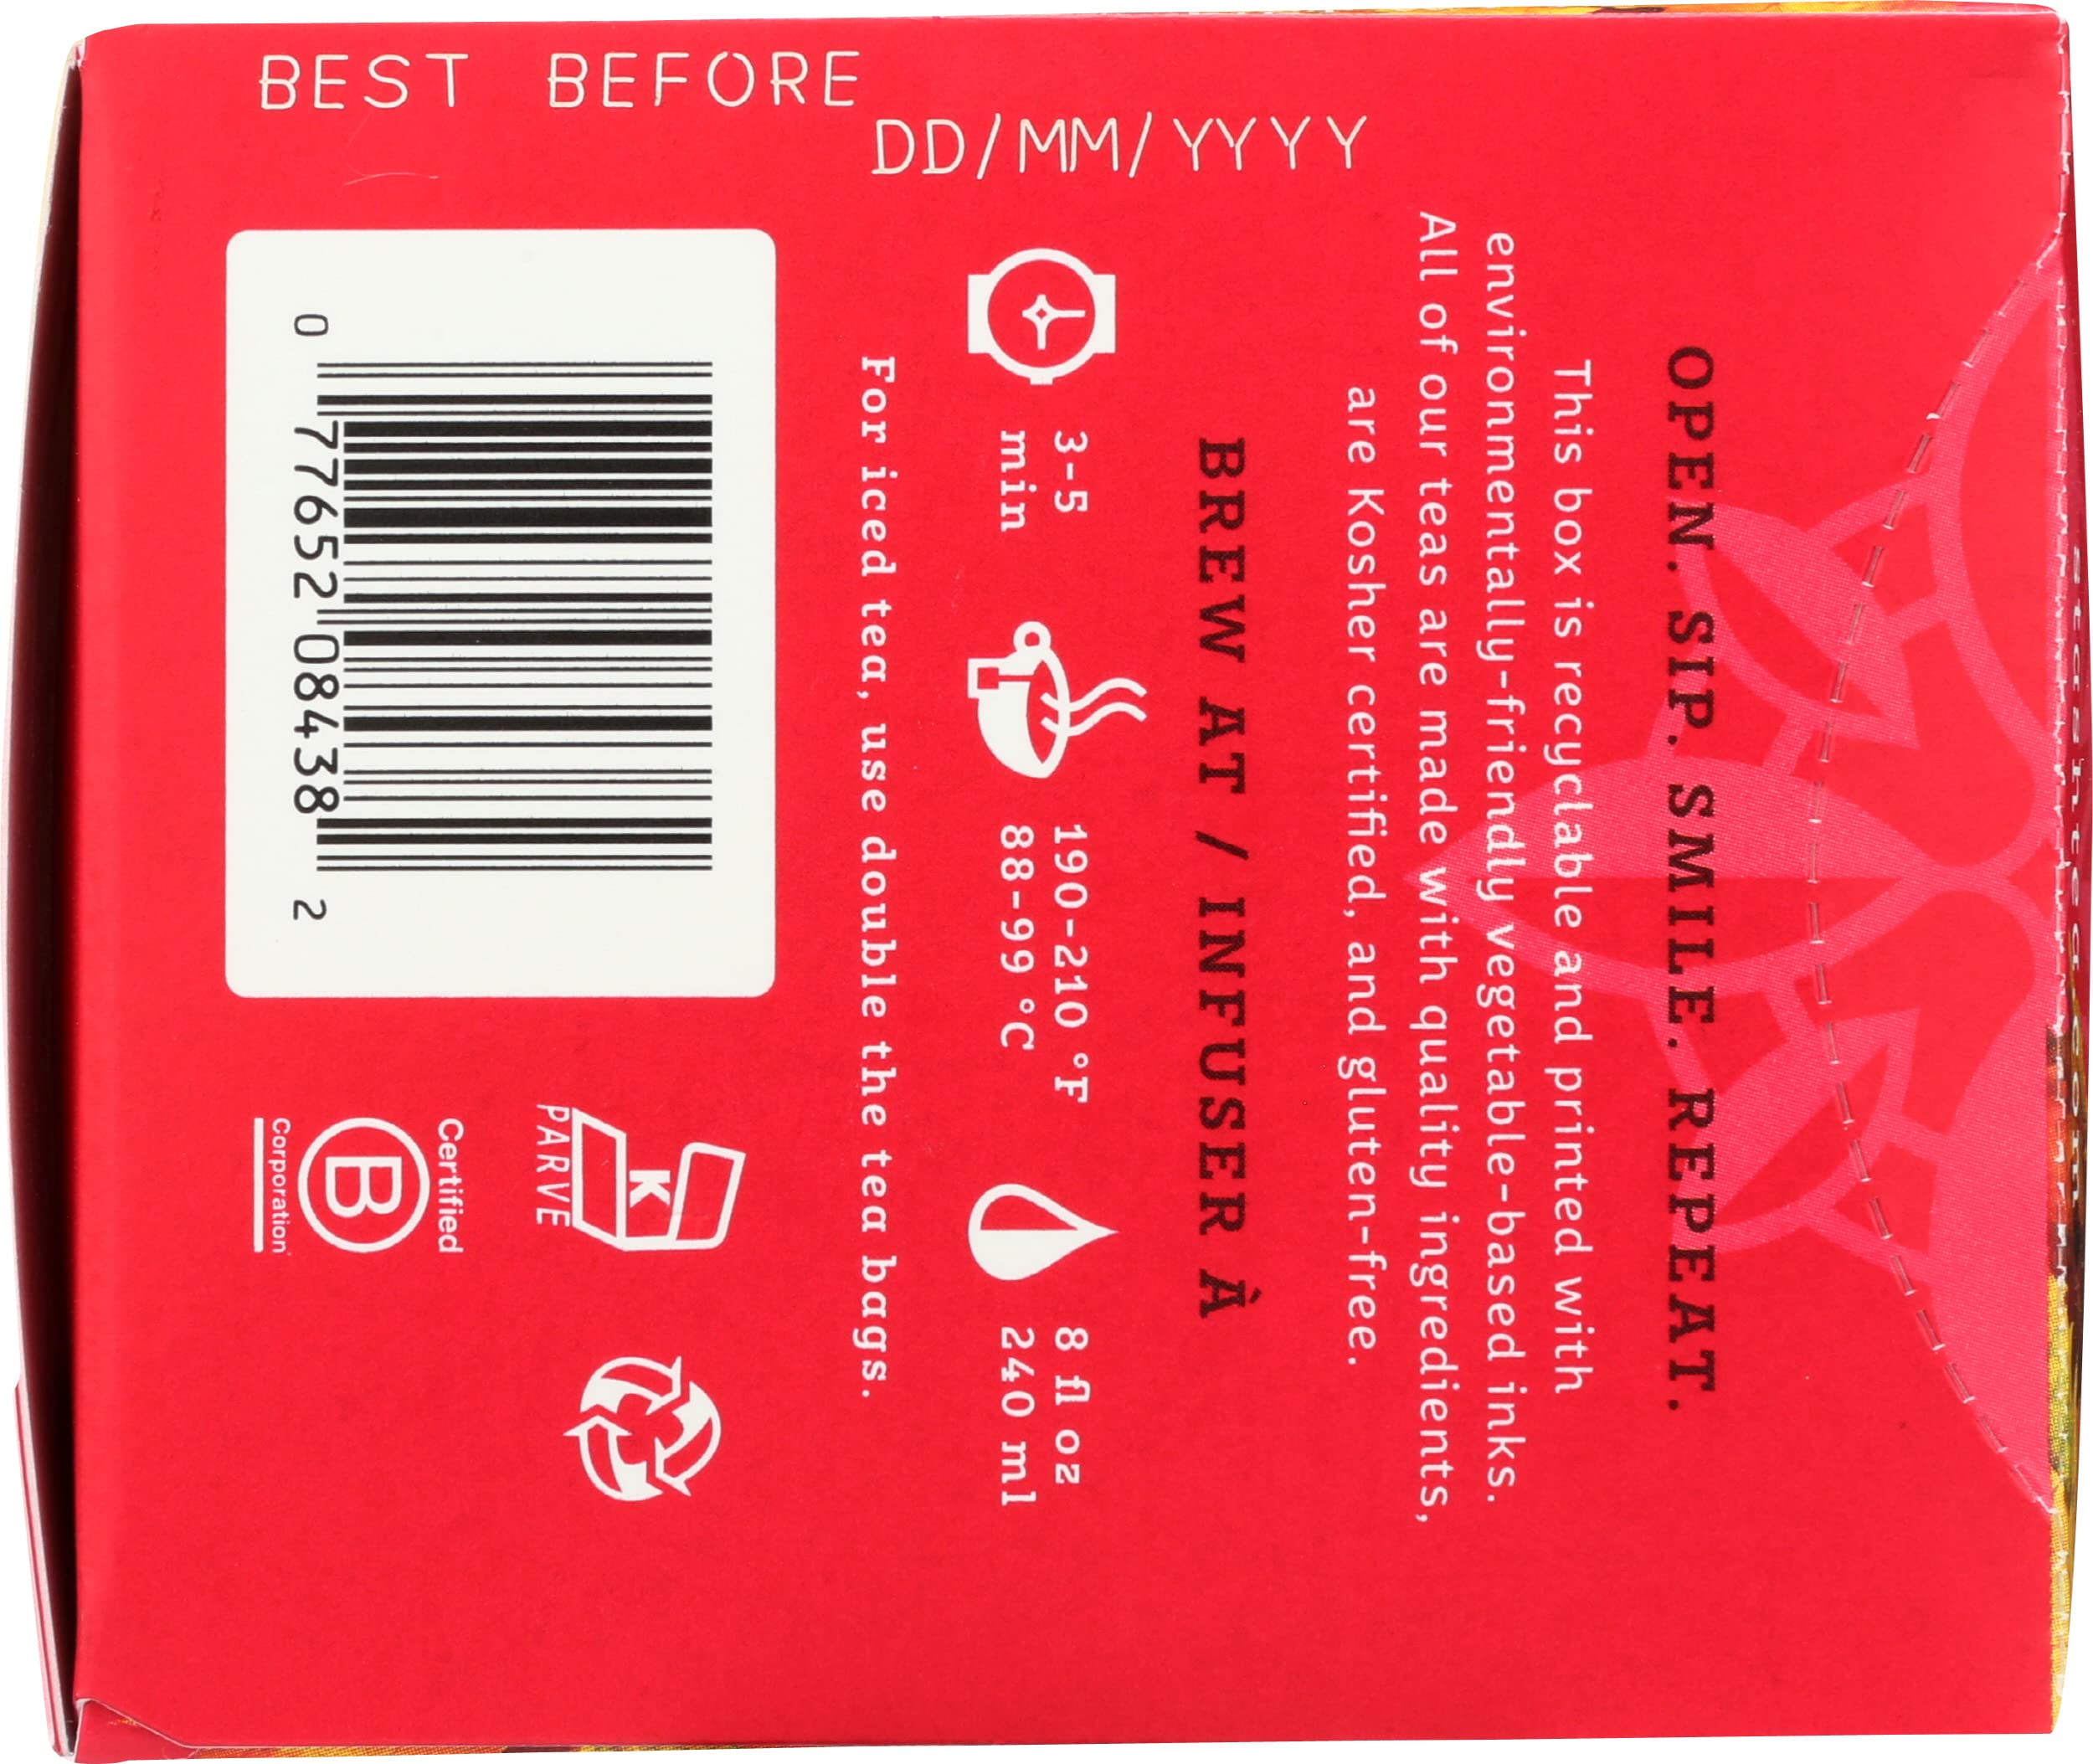 BEST BEFORE
DD/MM/YYYY
OPEN. SIP. SMILE. REPEAT.
This box is recyclable and printed with
environmentally-friendly vegetable-based inks.
All of our teas are made with quality ingredients,
are Kosher certified, and gluten-free.
BREW AT / INFUSER À
3-5
min
190-210 °F
88-99 °C
8 fl oz
240 ml
For iced tea, use double the tea bags.
0 77652 08438 2
K
PARVE
Certified
B
Corporation